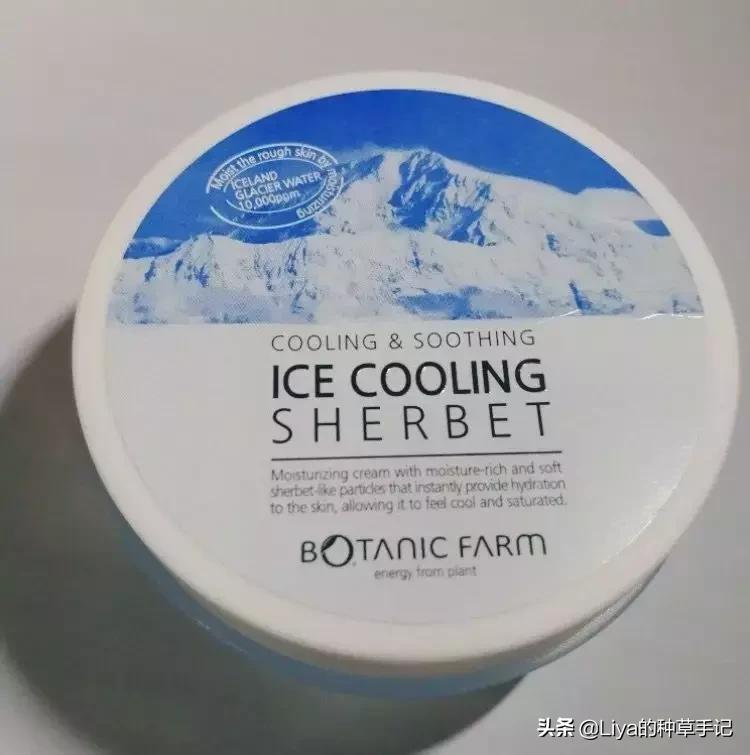 Moist the rough skin by moisturizing
ICELAND
GLACIER WATER
10,000ppm
COOLING & SOOTHING
ICE COOLING
SHERBET
Moisturizing cream with moisture-rich and soft
sherbet-like particles that instantly provide hydration
to the skin, allowing it to feel cool and saturated.
BOTANIC FARM
energy from plant
头条 @Liya的种草手记